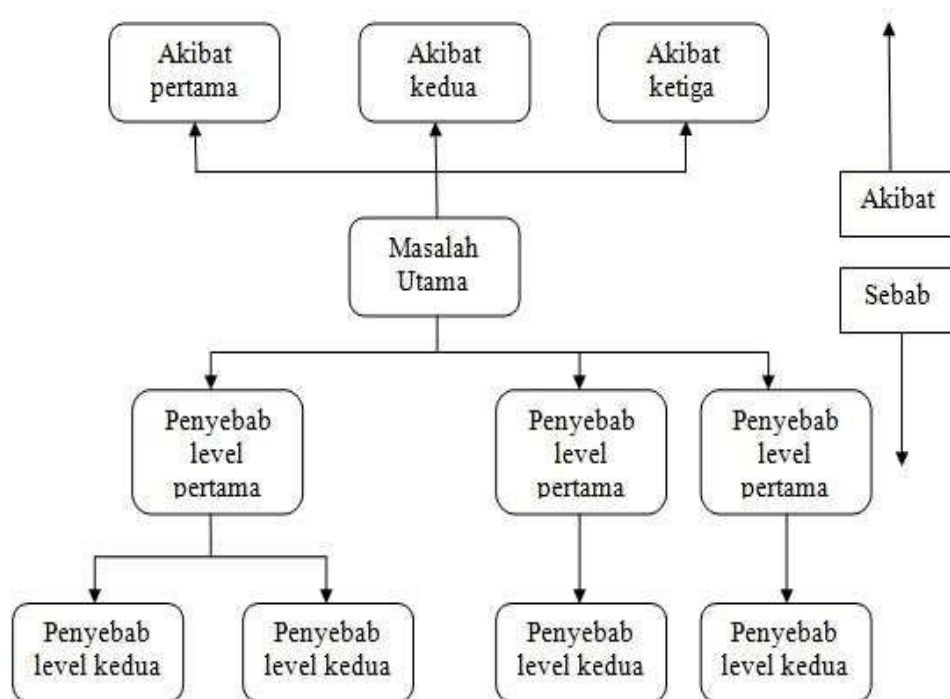 Akibat
pertama
Akibat
kedua
Akibat
ketiga
Akibat
Masalah
Utama
Sebab
Penyebab
level
pertama
Penyebab
level
pertama
Penyebab
level
pertama
Penyebab
level kedua
Penyebab
level kedua
Penyebab
level kedua
Penyebab
level kedua